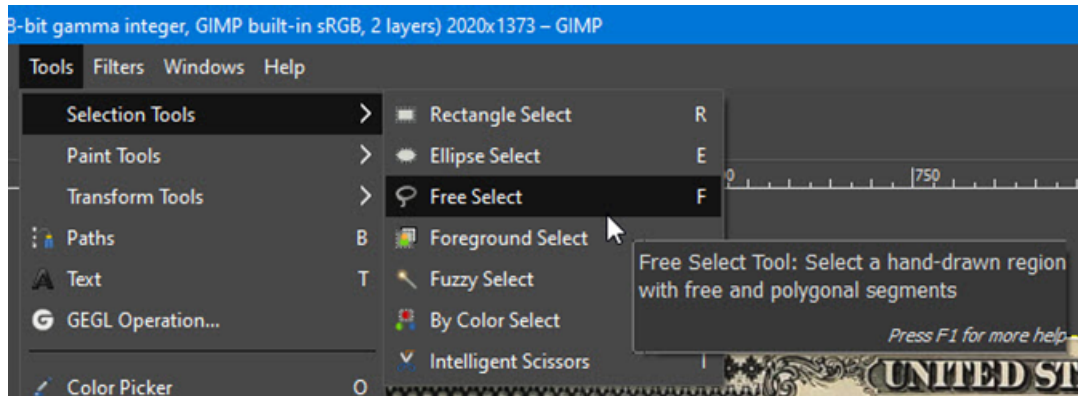 8-bit gamma integer, GIMP built-in sRGB, 2 layers) 2020x1373 – GIMP
Tools Filters Windows Help
Selection Tools
Paint Tools
Transform Tools
Paths B
Text T
GEGL Operation...
Color Picker O
Rectangle Select R
Ellipse Select E
Free Select F
Foreground Select
Fuzzy Select
By Color Select
Intelligent Scissors I
750
Free Select Tool: Select a hand-drawn region
with free and polygonal segments
Press F1 for more help
UNITED ST